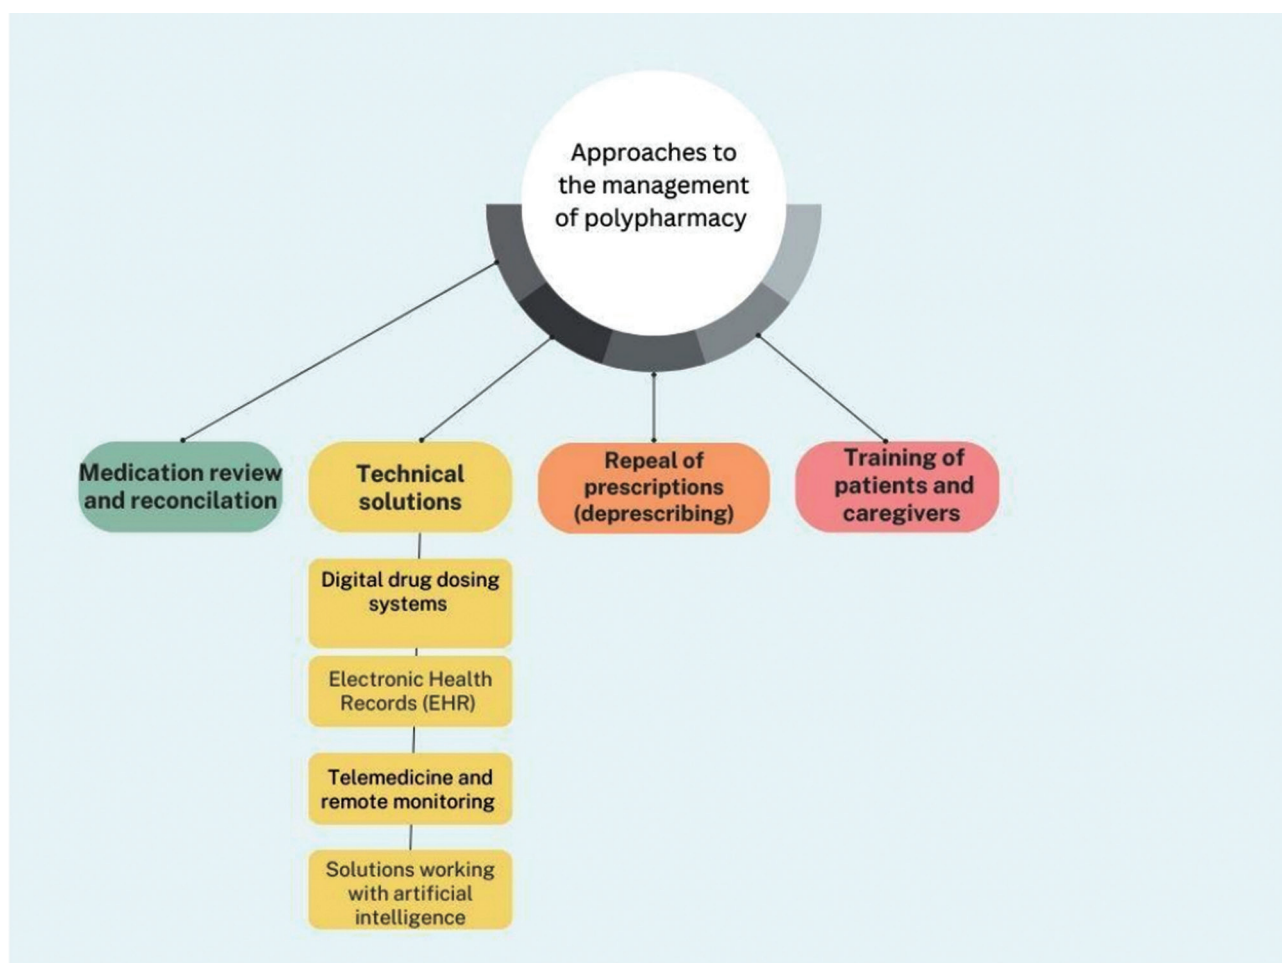 Approaches to
the management
of polypharmacy
Medication review
and reconcilation
Technical
solutions
Repeal of
prescriptions
(deprescribing)
Training of
patients and
caregivers
Digital drug dosing
systems
Electronic Health
Records (EHR)
Telemedicine and
remote monitoring
Solutions working
with artificial
intelligence